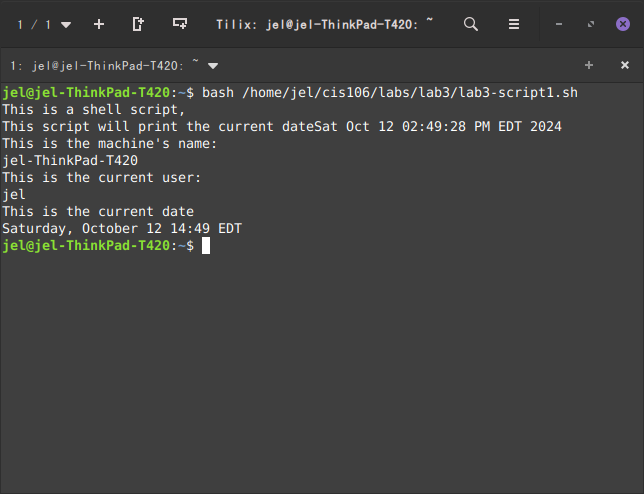 1 / 1
Tilix: jel@jel-ThinkPad-T420: ~
1: jel@jel-ThinkPad-T420: ~
jel@jel-ThinkPad-T420:~$ bash /home/jel/cis106/labs/lab3/lab3-script1.sh
This is a shell script,
This script will print the current dateSat Oct 12 02:49:28 PM EDT 2024
This is the machine's name:
jel-ThinkPad-T420
This is the current user:
jel
This is the current date
Saturday, October 12 14:49 EDT
jel@jel-ThinkPad-T420:~$